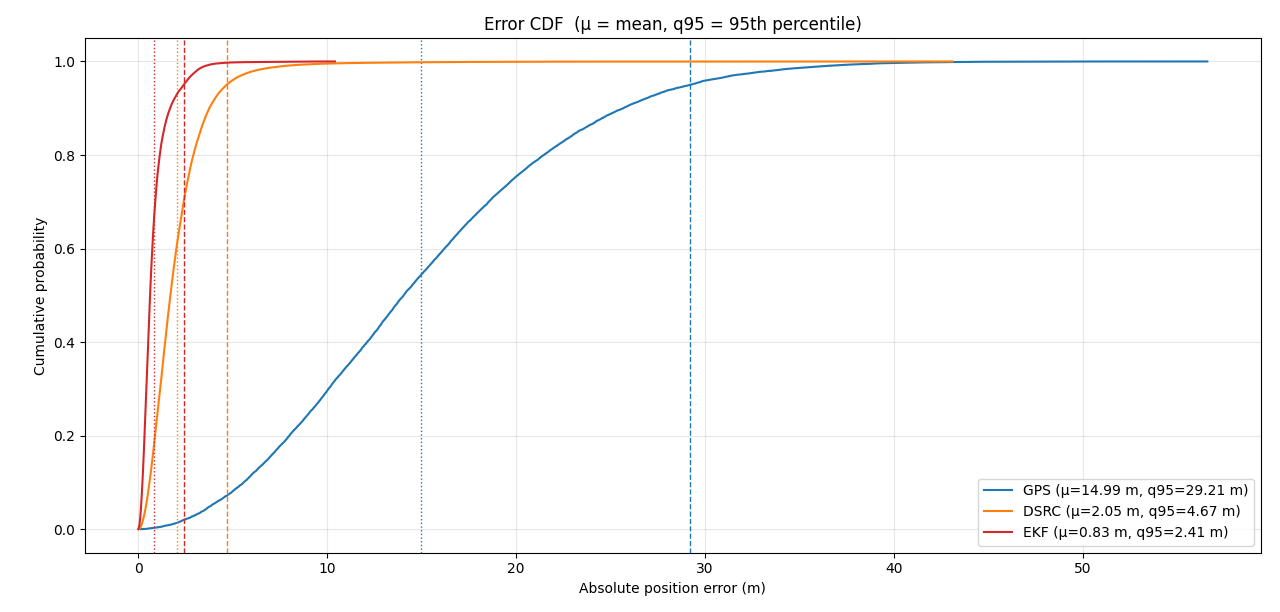 Error CDF  (μ = mean, q95 = 95th percentile)
Cumulative probability
1.0
0.8
0.6
0.4
0.2
0.0
GPS (μ=14.99 m, q95=29.21 m)
DSRC (μ=2.05 m, q95=4.67 m)
EKF (μ=0.83 m, q95=2.41 m)
0 10 20 30 40 50
Absolute position error (m)